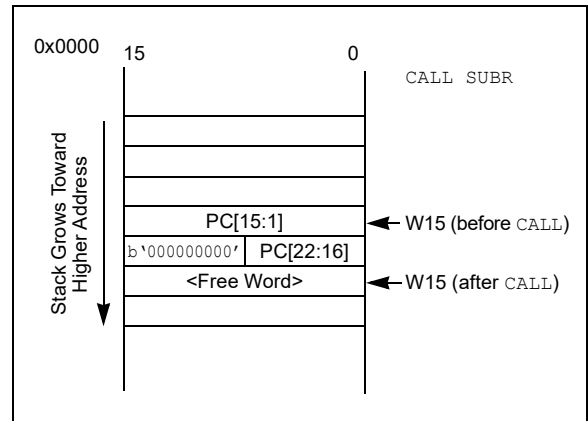 0x0000
15 0
CALL SUBR
Stack Grows Toward
Higher Address
PC[15:1]
W15 (before CALL)
b‘000000000’ PC[22:16]
<Free Word>
W15 (after CALL)